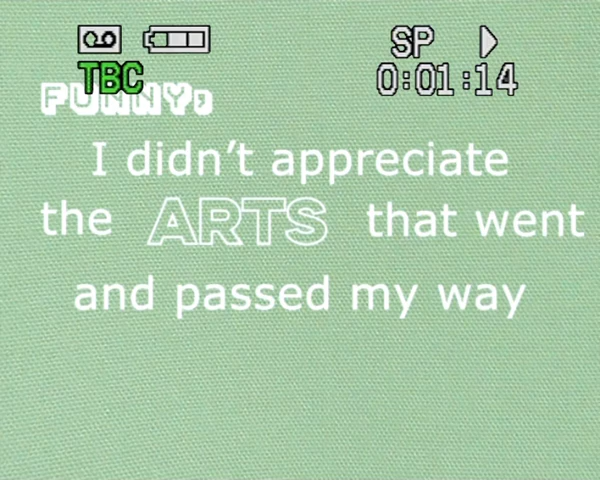 SP
TBC 0:01:14
FUNNY,
I didn't appreciate
the ARTS that went
and passed my way